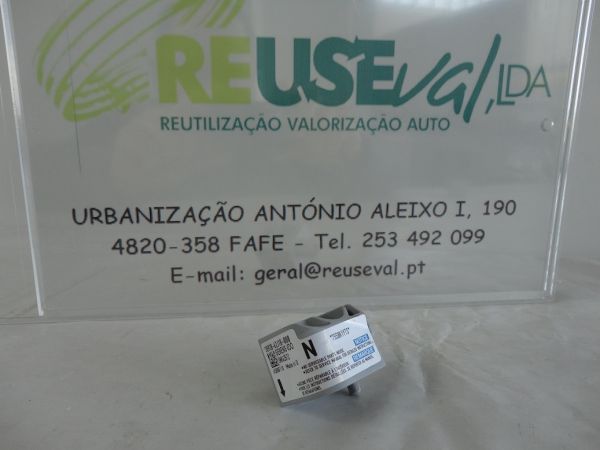 REUSEval, LDA
REUTILIZAÇÃO VALORIZAÇÃO AUTO
URBANIZAÇÃO ANTÓNIO ALEIXO I, 190
4820-358 FAFE - Tel. 253 492 099
E-mail: geral@reuseval.pt
N